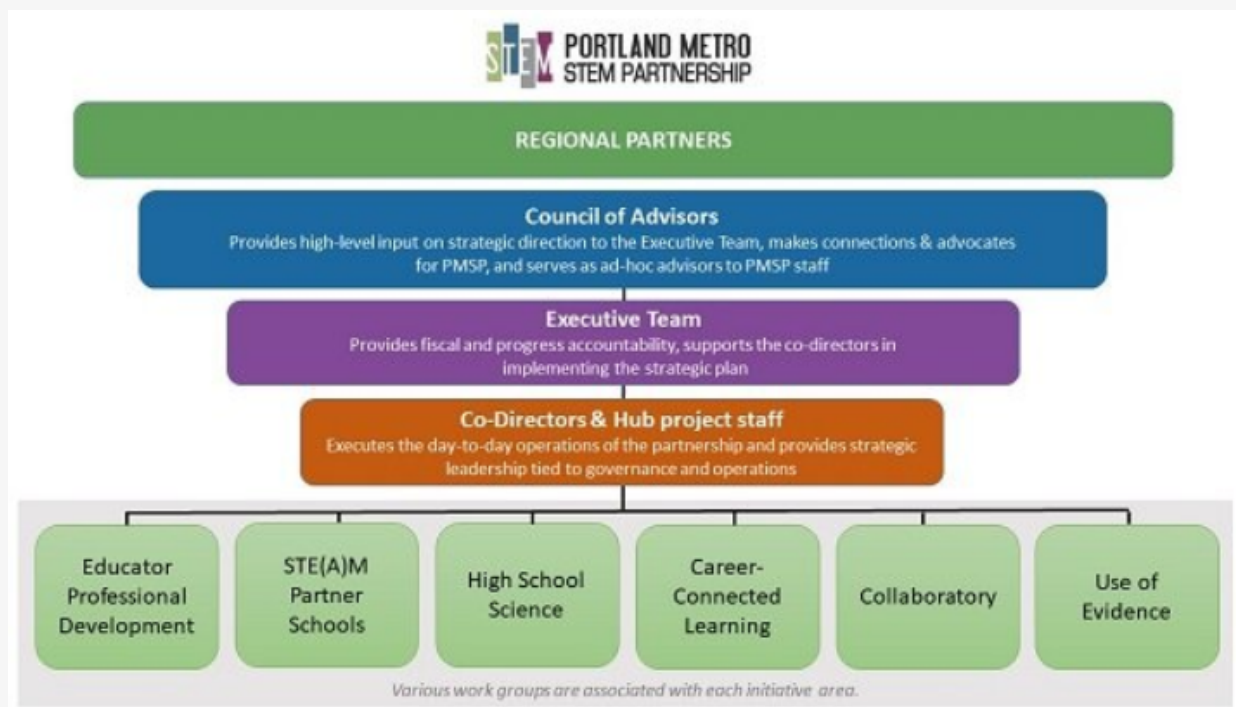 STEM PORTLAND METRO
STEM PARTNERSHIP
REGIONAL PARTNERS
Council of Advisors
Provides high-level input on strategic direction to the Executive Team, makes connections & advocates
for PMSP, and serves as ad-hoc advisors to PMSP staff
Executive Team
Provides fiscal and progress accountability, supports the co-directors in
implementing the strategic plan
Co-Directors & Hub project staff
Executes the day-to-day operations of the partnership and provides strategic
leadership tied to governance and operations
Educator
Professional
Development
STE(A)M
Partner
Schools
High School
Science
Career-
Connected
Learning
Collaboratory
Use of
Evidence
Various work groups are associated with each initiative area.